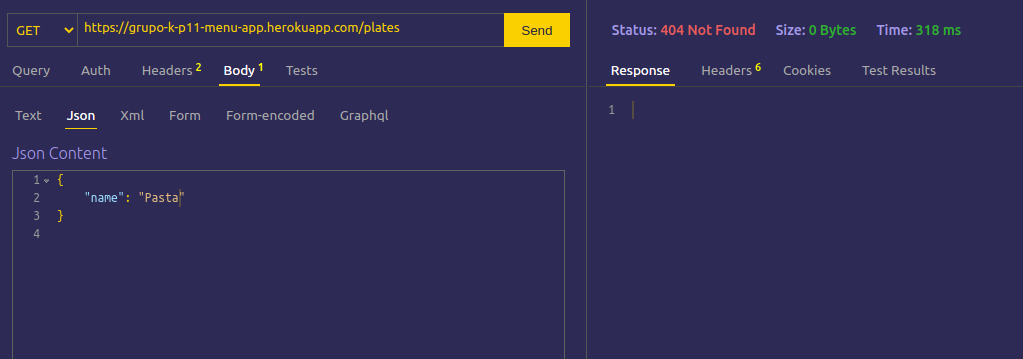 GET https://grupo-k-p11-menu-app.herokuapp.com/plates Send
Query Auth Headers 2 Body 1 Tests
Text Json Xml Form Form-encoded Graphql
Json Content
1 {
2 "name": "Pasta"
3 }
4
Status: 404 Not Found Size: 0 Bytes Time: 318 ms
Response Headers 6 Cookies Test Results
1